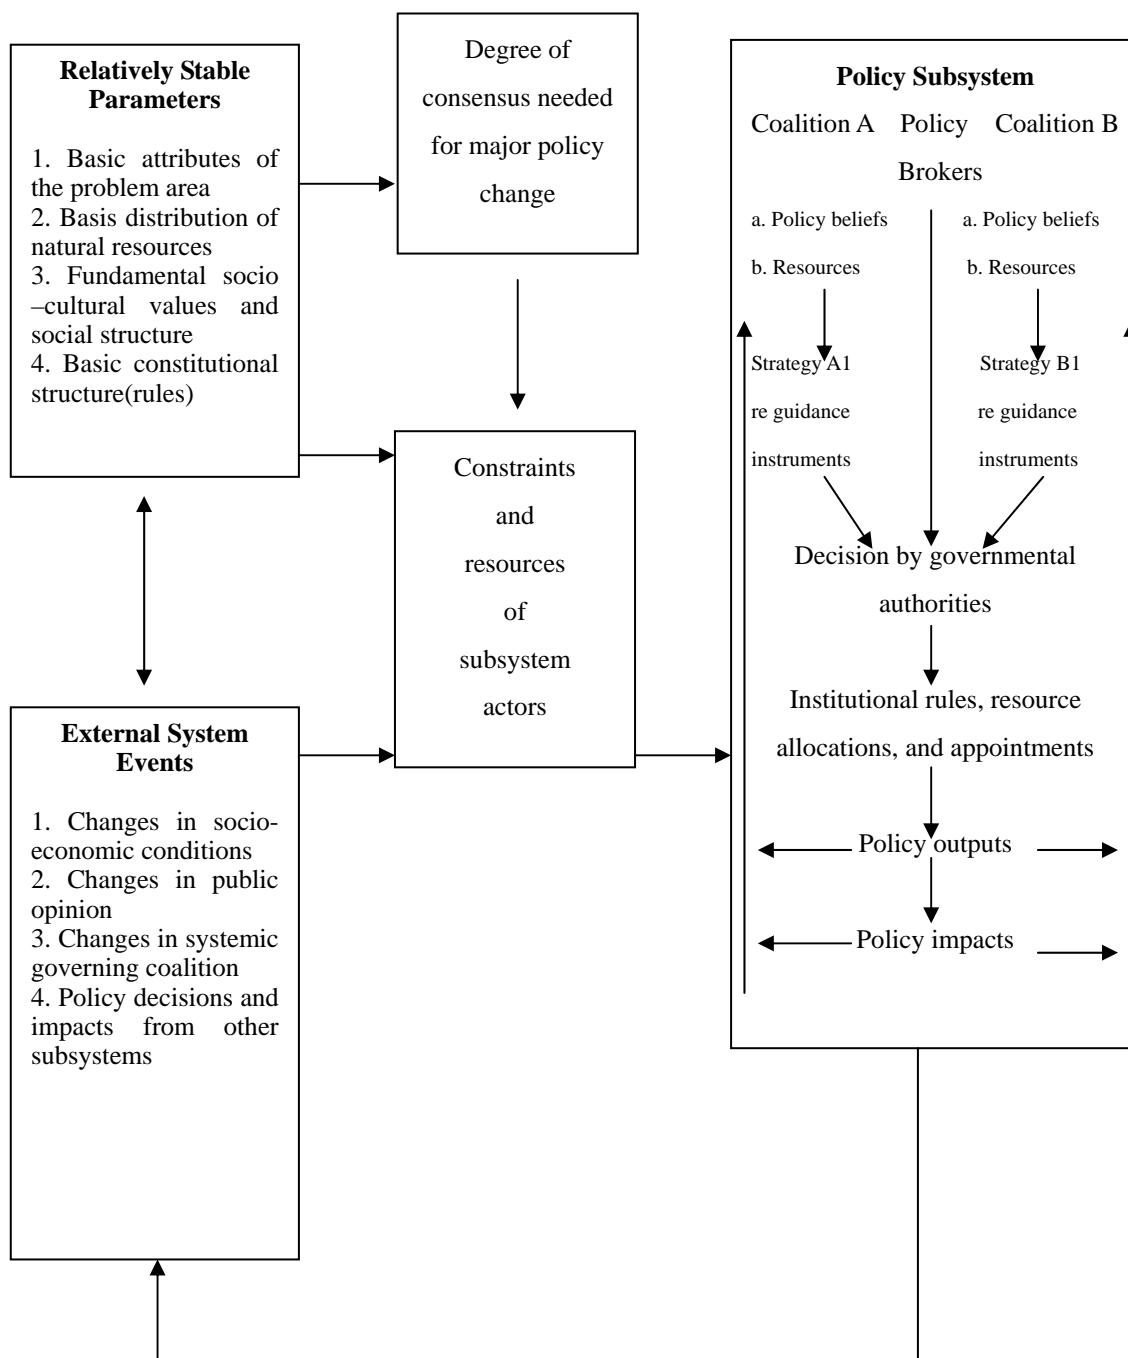 Relatively Stable
Parameters
1. Basic attributes of
the problem area
2. Basis distribution of
natural resources
3. Fundamental socio
–cultural values and
social structure
4. Basic constitutional
structure(rules)
Degree of
consensus needed
for major policy
change
Constraints
and
resources
of
subsystem
actors
External System
Events
1. Changes in socio-
economic conditions
2. Changes in public
opinion
3. Changes in systemic
governing coalition
4. Policy decisions and
impacts from other
subsystems
Policy Subsystem
Coalition A Policy Coalition B
Brokers
a. Policy beliefs a. Policy beliefs
b. Resources b. Resources
Strategy A1 Strategy B1
re guidance re guidance
instruments instruments
Decision by governmental
authorities
Institutional rules, resource
allocations, and appointments
Policy outputs
Policy impacts